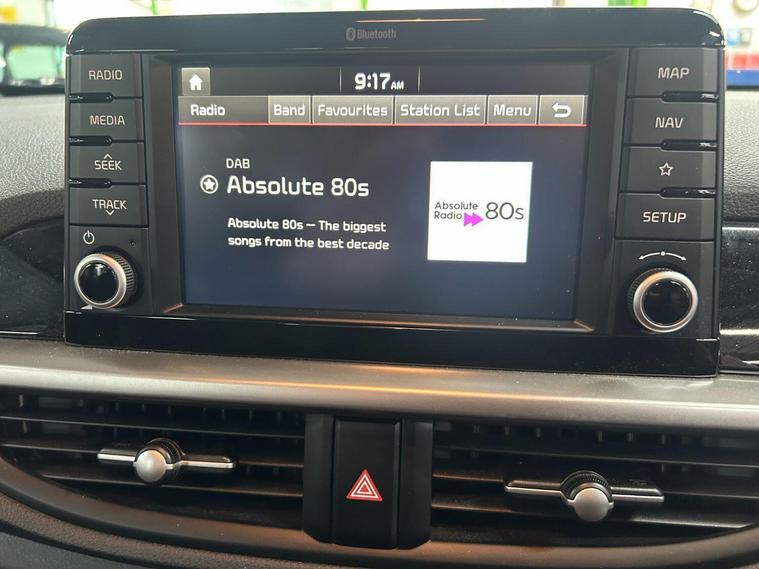 Bluetooth
RADIO
MEDIA
SEEK
TRACK
9:17AM
Radio Band Favourites Station List Menu
DAB
Absolute 80s
Absolute 80s -- The biggest
songs from the best decade
Absolute
Radio 80s
MAP
NAV
SETUP